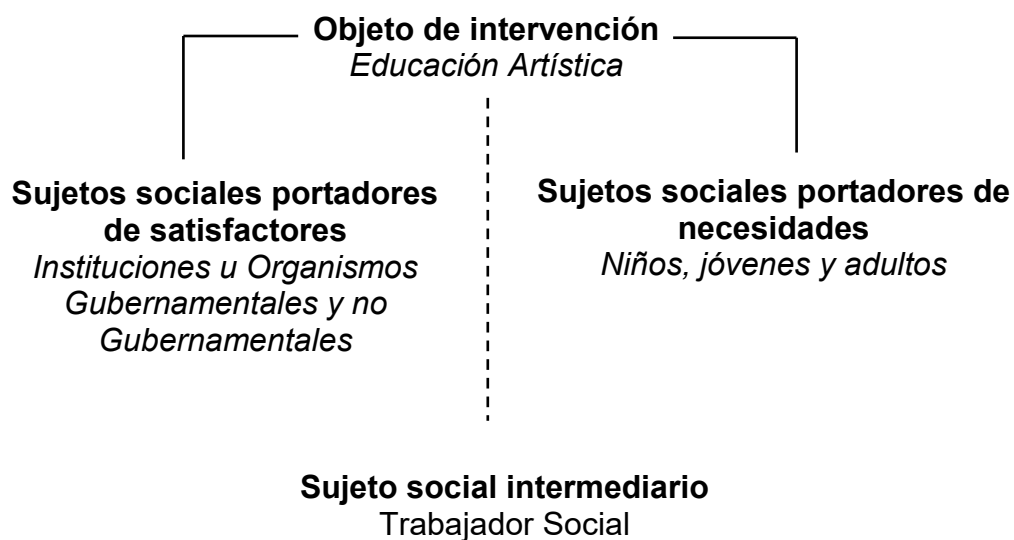 Objeto de intervención
Educación Artística
Sujetos sociales portadores
de satisfactores
Instituciones u Organismos
Gubernamentales y no
Gubernamentales
Sujetos sociales portadores de
necesidades
Niños, jóvenes y adultos
Sujeto social intermediario
Trabajador Social